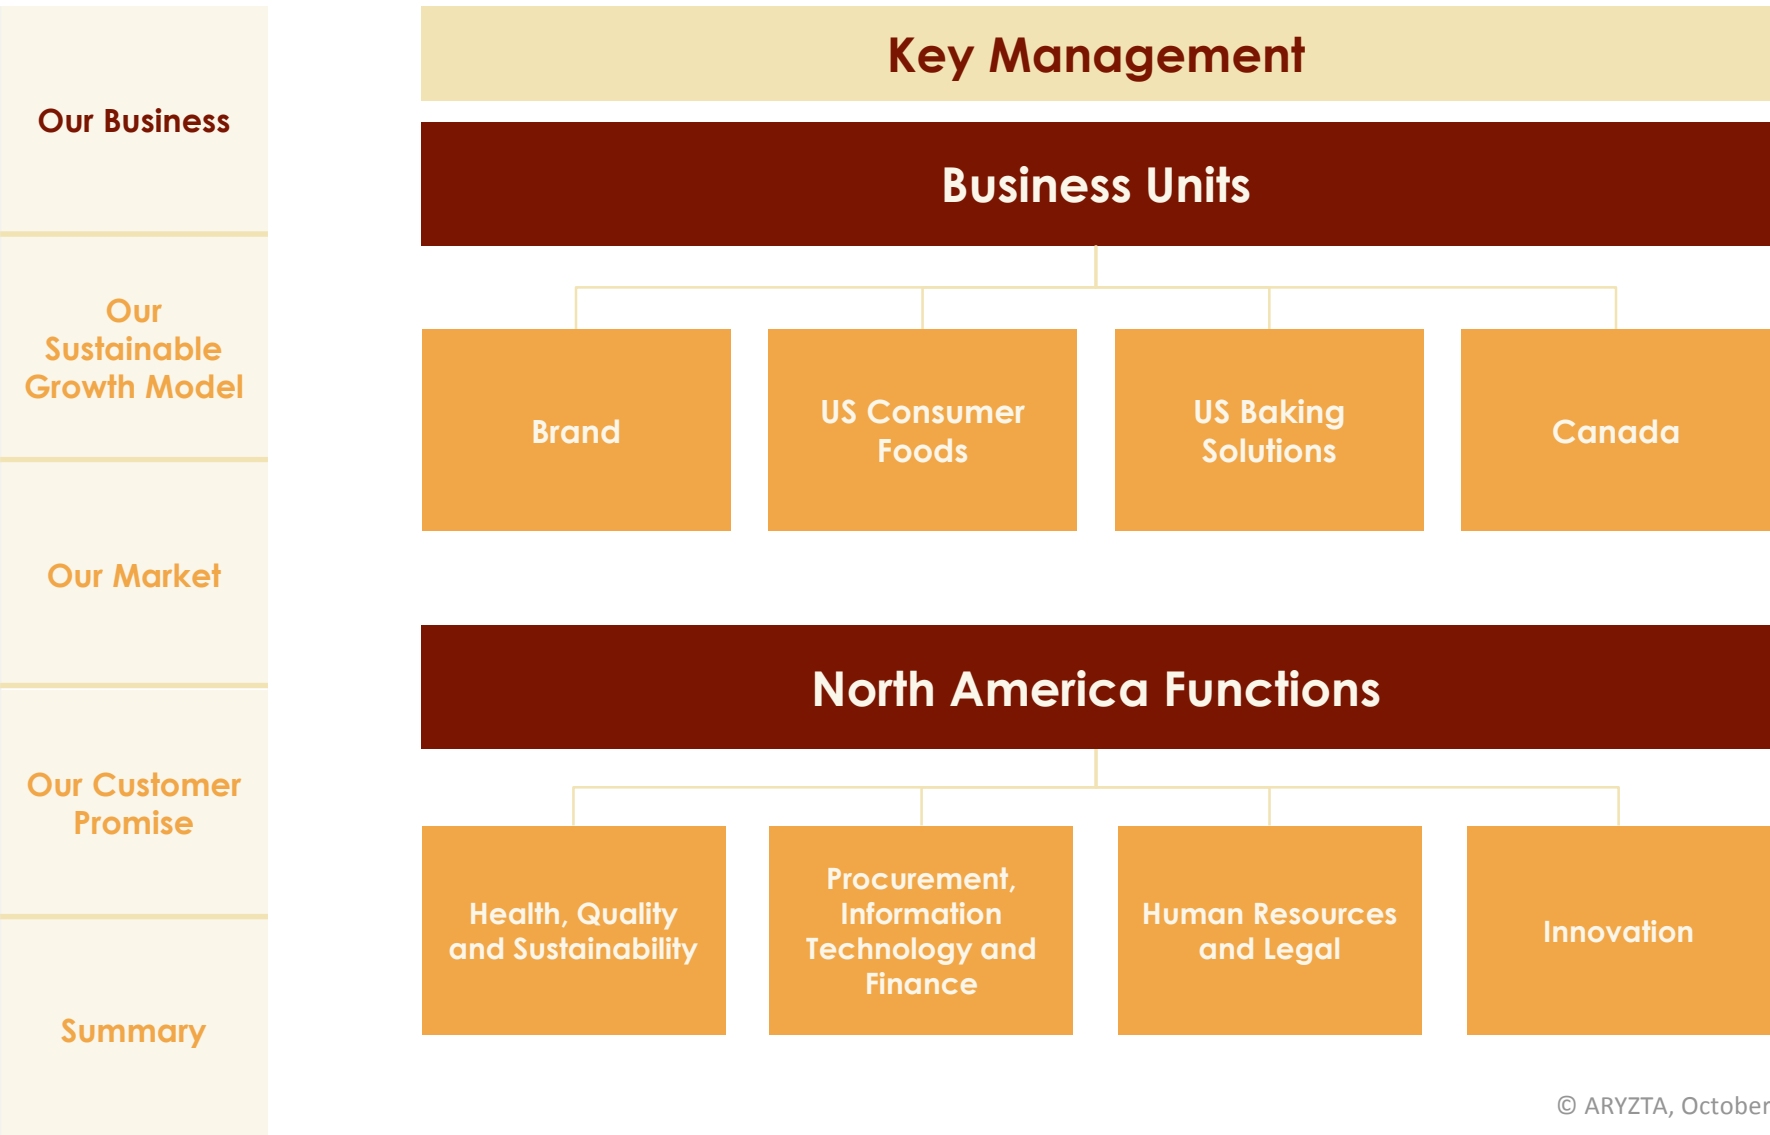 Our Business
Our
Sustainable
Growth Model
Our Market
Our Customer
Promise
Summary
Key Management
Business Units
Brand
US Consumer
Foods
US Baking
Solutions
Canada
North America Functions
Health, Quality
and Sustainability
Procurement,
Information
Technology and
Finance
Human Resources
and Legal
Innovation
© ARYZTA, October